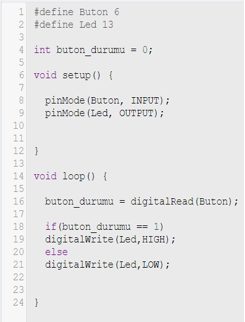 1 #define Buton 6
2 #define Led 13
3
4 int buton_durumu = 0;
5
6 void setup() {
7
8 pinMode(Buton, INPUT);
9 pinMode(Led, OUTPUT);
10
11
12 }
13
14 void loop() {
15
16 buton_durumu = digitalRead(Buton);
17
18 if(buton_durumu == 1)
19 digitalWrite(Led,HIGH);
20 else
21 digitalWrite(Led,LOW);
22
23
24 }